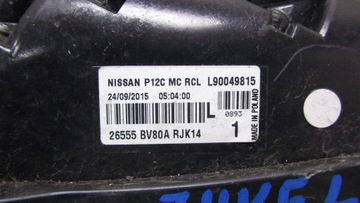 NISSAN P12C MC RCL L90049815
24/09/2015 05:04:00
L 0893
26555 BV80A RJK14 1
MADE IN POLAND
JUKE L